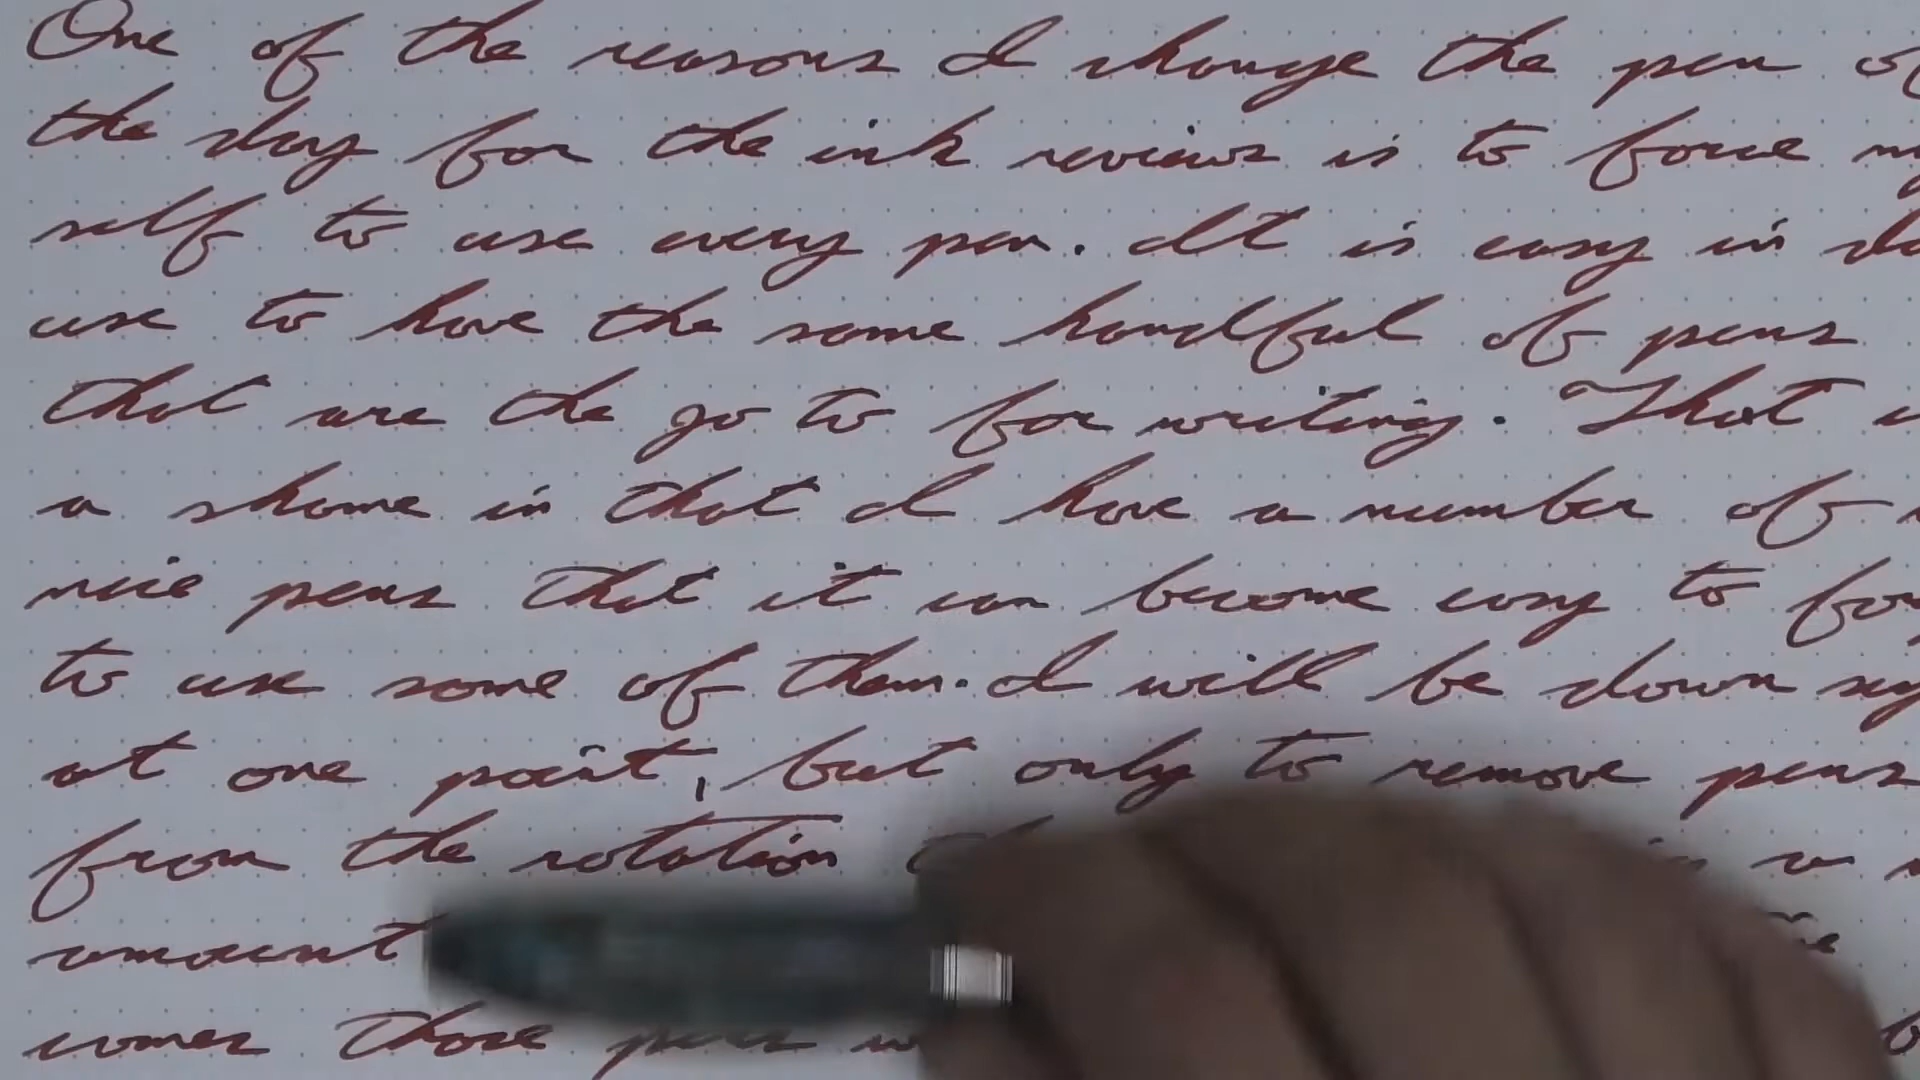 One of the reasons I change the pen of
the day for the ink reviews is to force my
self to use every pen. It is easy in
use to have the same handful of pens
that are the go to for writing. That
a shame in that I have a number of
nice pens that it can become easy to
to use some of them. I will be down
at one point, but only to remove pens
from the rotation
amount
comes those pens